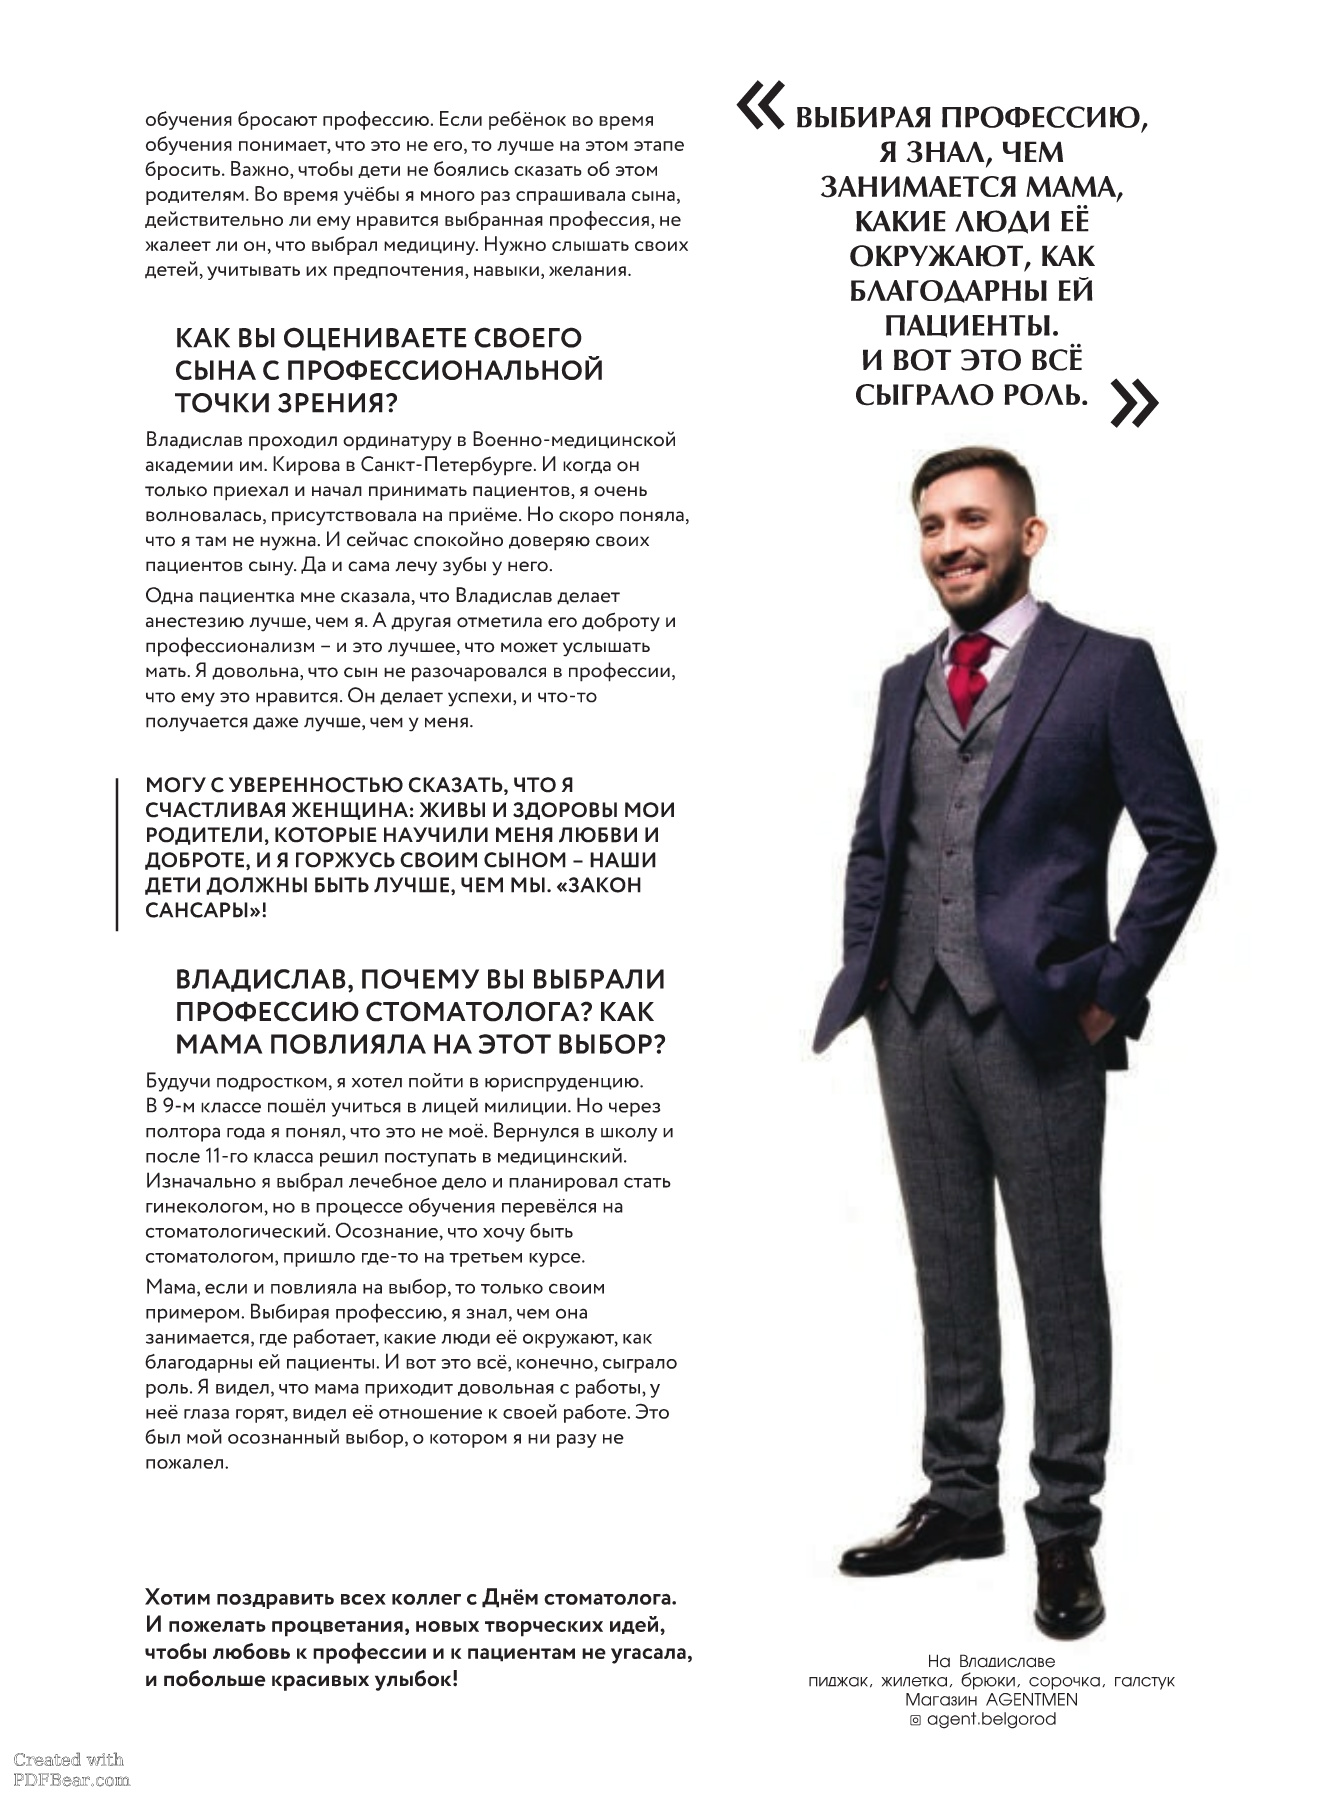 обучения бросают профессию. Если ребёнок во время
обучения понимает, что это не его, то лучше на этом этапе
бросить. Важно, чтобы дети не боялись сказать об этом
родителям. Во время учёбы я много раз спрашивала сына,
действительно ли ему нравится выбранная профессия, не
жалеет ли он, что выбрал медицину. Нужно слышать своих
детей, учитывать их предпочтения, навыки, желания.
КАК ВЫ ОЦЕНИВАЕТЕ СВОЕГО
СЫНА С ПРОФЕССИОНАЛЬНОЙ
ТОЧКИ ЗРЕНИЯ?
Владислав проходил ординатуру в Военно-медицинской
академии им. Кирова в Санкт-Петербурге. И когда он
только приехал и начал принимать пациентов, я очень
волновалась, присутствовала на приёме. Но скоро поняла,
что я там не нужна. И сейчас спокойно доверяю своих
пациентов сыну. Да и сама лечу зубы у него.
Одна пациентка мне сказала, что Владислав делает
анестезию лучше, чем я. А другая отметила его доброту и
профессионализм – и это лучшее, что может услышать
мать. Я довольна, что сын не разочаровался в профессии,
что ему это нравится. Он делает успехи, и что-то
получается даже лучше, чем у меня.
МОГУ С УВЕРЕННОСТЬЮ СКАЗАТЬ, ЧТО Я
СЧАСТЛИВАЯ ЖЕНЩИНА: ЖИВЫ И ЗДОРОВЫ МОИ
РОДИТЕЛИ, КОТОРЫЕ НАУЧИЛИ МЕНЯ ЛЮБВИ И
ДОБРОТЕ, И Я ГОРЖУСЬ СВОИМ СЫНОМ – НАШИ
ДЕТИ ДОЛЖНЫ БЫТЬ ЛУЧШЕ, ЧЕМ МЫ. «ЗАКОН
САНСАРЫ»!
ВЛАДИСЛАВ, ПОЧЕМУ ВЫ ВЫБРАЛИ
ПРОФЕССИЮ СТОМАТОЛОГА? КАК
МАМА ПОВЛИЯЛА НА ЭТОТ ВЫБОР?
Будучи подростком, я хотел пойти в юриспруденцию.
В 9-м классе пошёл учиться в лицей милиции. Но через
полтора года я понял, что это не моё. Вернулся в школу и
после 11-го класса решил поступать в медицинский.
Изначально я выбрал лечебное дело и планировал стать
гинекологом, но в процессе обучения перевёлся на
стоматологический. Осознание, что хочу быть
стоматологом, пришло где-то на третьем курсе.
Мама, если и повлияла на выбор, то только своим
примером. Выбирая профессию, я знал, чем она
занимается, где работает, какие люди её окружают, как
благодарны ей пациенты. И вот это всё, конечно, сыграло
роль. Я видел, что мама приходит довольная с работы, у
неё глаза горят, видел её отношение к своей работе. Это
был мой осознанный выбор, о котором я ни разу не
пожалел.
Хотим поздравить всех коллег с Днём стоматолога.
И пожелать процветания, новых творческих идей,
чтобы любовь к профессии и к пациентам не угасала,
и побольше красивых улыбок!
« ВЫБИРАЯ ПРОФЕССИЮ,
Я ЗНАЛ, ЧЕМ
ЗАНИМАЕТСЯ МАМА,
КАКИЕ ЛЮДИ ЕЁ
ОКРУЖАЮТ, КАК
БЛАГОДАРНЫ ЕЙ
ПАЦИЕНТЫ.
И ВОТ ЭТО ВСЁ
СЫГРАЛО РОЛЬ. »
На Владиславе
пиджак, жилетка, брюки, сорочка, галстук
Магазин AGENTMEN
agent.belgorod
Created with
PDFBear.com